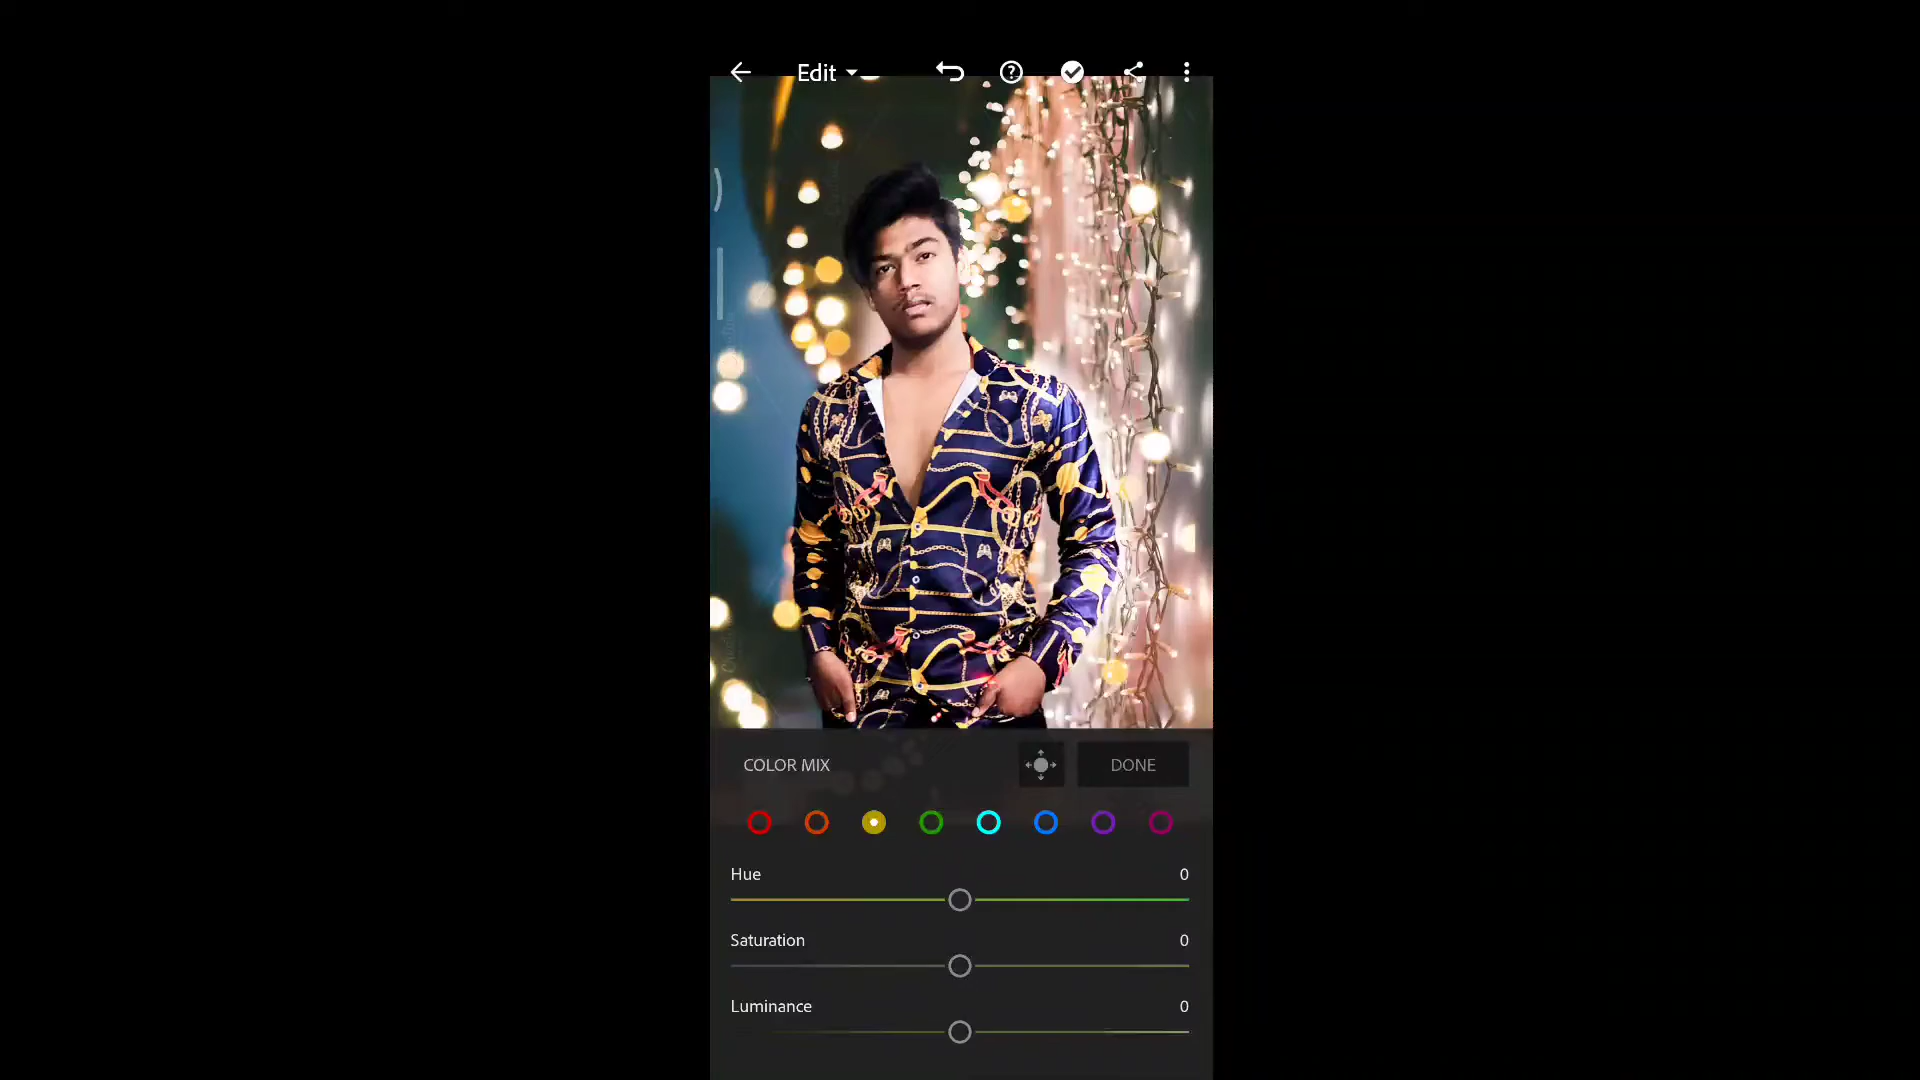 Edit
COLOR MIX
DONE
Hue 0
Saturation 0
Luminance 0